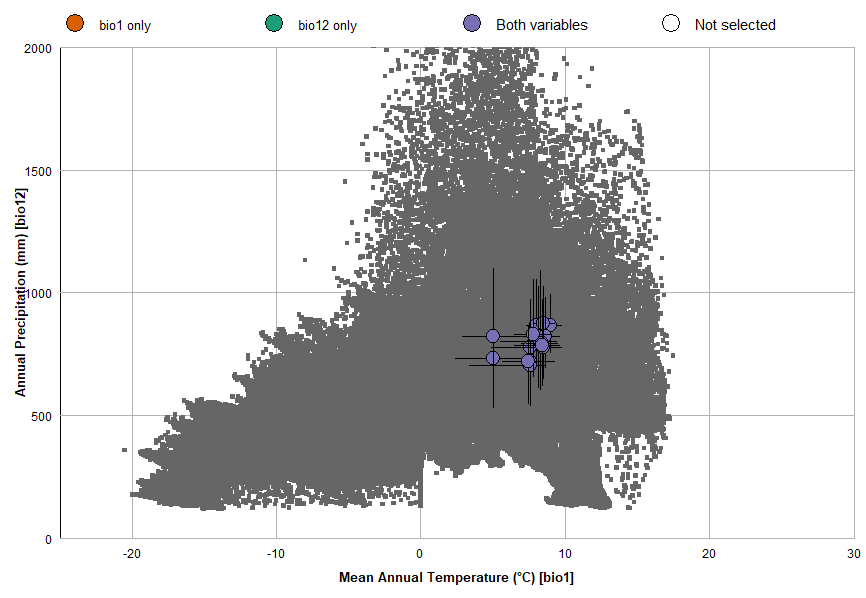 bio1 only bio12 only Both variables Not selected
2000
1500
1000
500
0
Annual Precipitation (mm) [bio12]
-20 -10 0 10 20 30
Mean Annual Temperature (°C) [bio1]